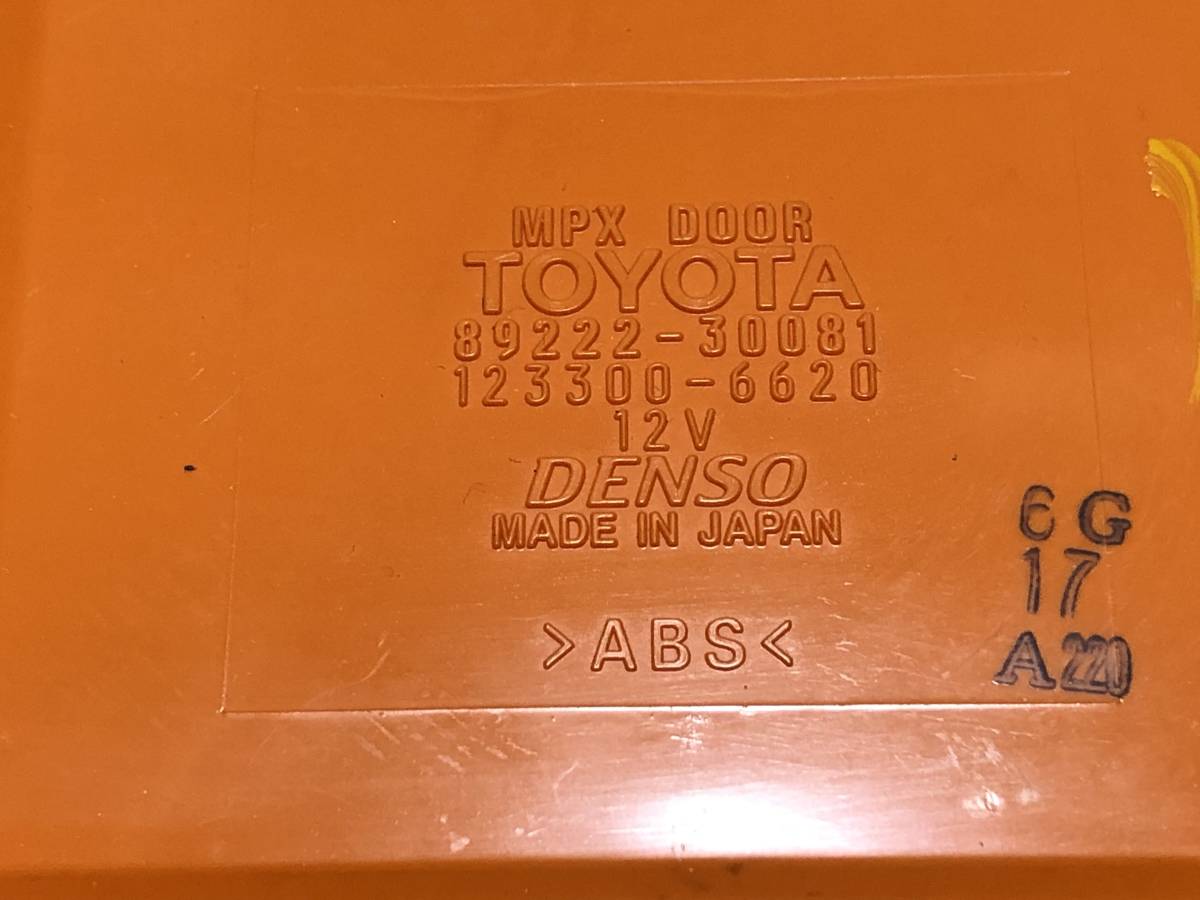 MPX DOOR
TOYOTA
89222-30081
123300-6620
12V
DENSO
MADE IN JAPAN
>ABS<
6G
17
A220